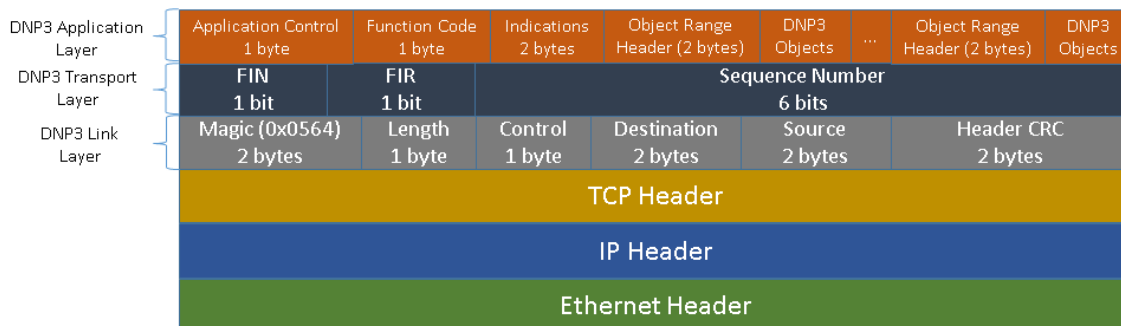 DNP3 Application
Layer
Application Control
1 byte
Function Code
1 byte
Indications
2 bytes
Object Range
Header (2 bytes)
DNP3
Objects
...
Object Range
Header (2 bytes)
DNP3
Objects
DNP3 Transport
Layer
FIN
1 bit
FIR
1 bit
Sequence Number
6 bits
DNP3 Link
Layer
Magic (0x0564)
2 bytes
Length
1 byte
Control
1 byte
Destination
2 bytes
Source
2 bytes
Header CRC
2 bytes
TCP Header
IP Header
Ethernet Header